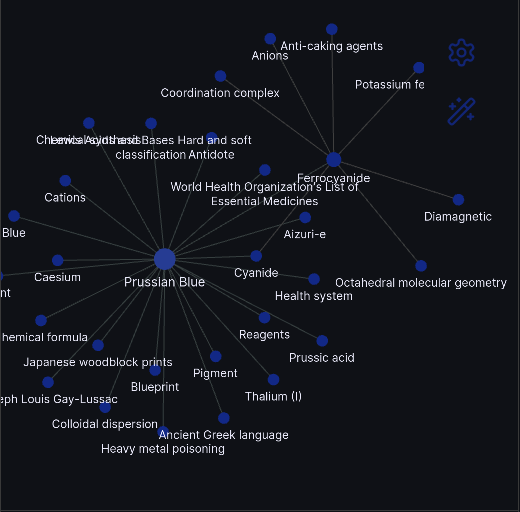 Anti-caking agents
Anions
Potassium fe
Coordination complex
Chemical synthesis
Lewis Acids and Bases Hard and soft
classification
Antidote
Ferrocyanide
World Health Organization's List of
Essential Medicines
Cations
Diamagnetic
Blue
Aizuri-e
Cyanide
Caesium
Prussian Blue
Octahedral molecular geometry
nt
Health system
hemical formula
Reagents
Prussic acid
Japanese woodblock prints
Pigment
Blueprint
Thalium (I)
eph Louis Gay-Lussac
Colloidal dispersion
Ancient Greek language
Heavy metal poisoning